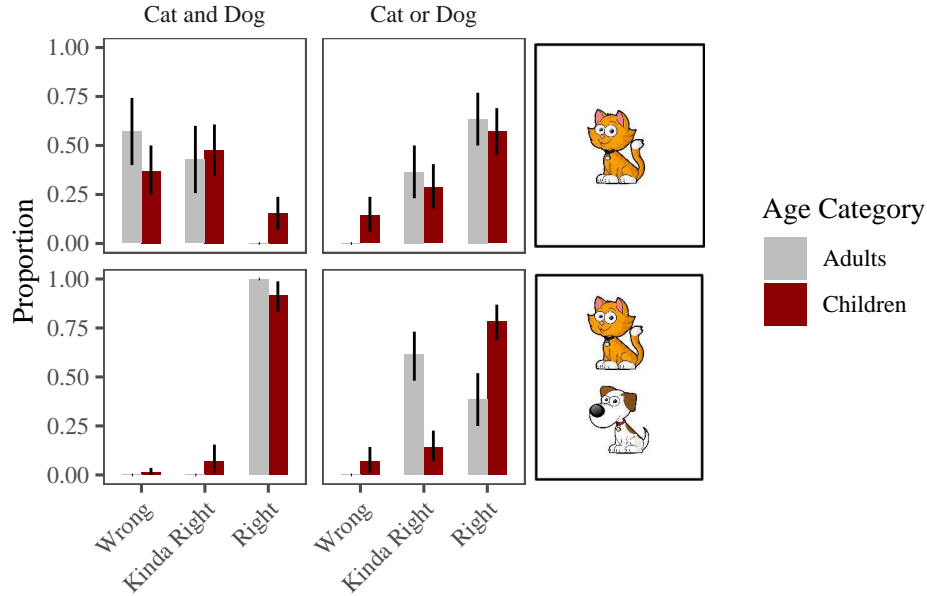 Cat and Dog
Cat or Dog
Proportion
1.00
0.75
0.50
0.25
0.00
1.00
0.75
0.50
0.25
0.00
Wrong
Kinda Right
Right
Wrong
Kinda Right
Right
Age Category
Adults
Children